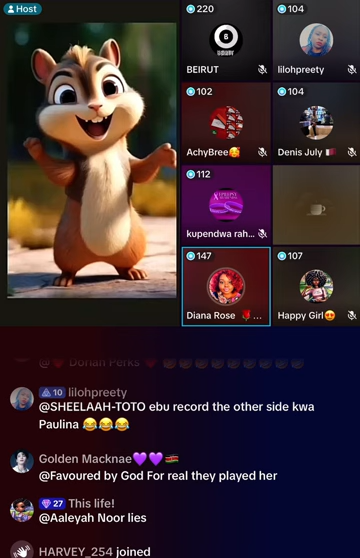 Host
220
BEIRUT
104
lilohpreety
102
AchyBree🥰
104
Denis July 🇶🇦
112
kupendwa rah...
147
Diana Rose 🌹...
107
Happy Girl😍
10 lilohpreety
@SHEELAAH-TOTO ebu record the other side kwa
Paulina 😂😂😂
Golden Macknae💜💜🇰🇪
@Favoured by God For real they played her
27 This life!
@Aaleyah Noor lies
HARVEY_254 joined